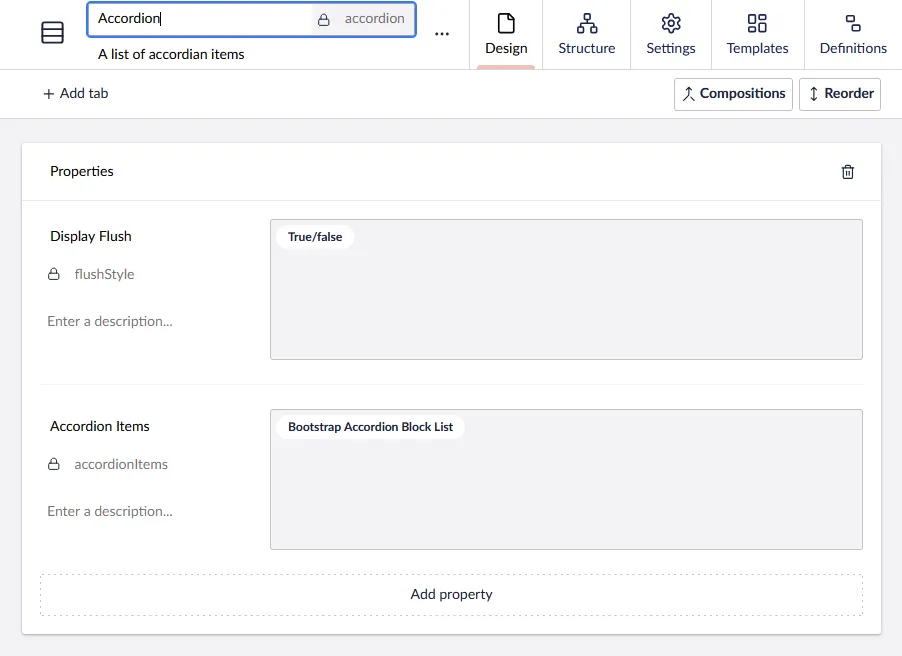 Accordion
accordion
...
A list of accordian items
Design
Structure
Settings
Templates
Definitions
+ Add tab
Compositions
Reorder
Properties
Display Flush
True/false
flushStyle
Enter a description...
Accordion Items
Bootstrap Accordion Block List
accordionItems
Enter a description...
Add property